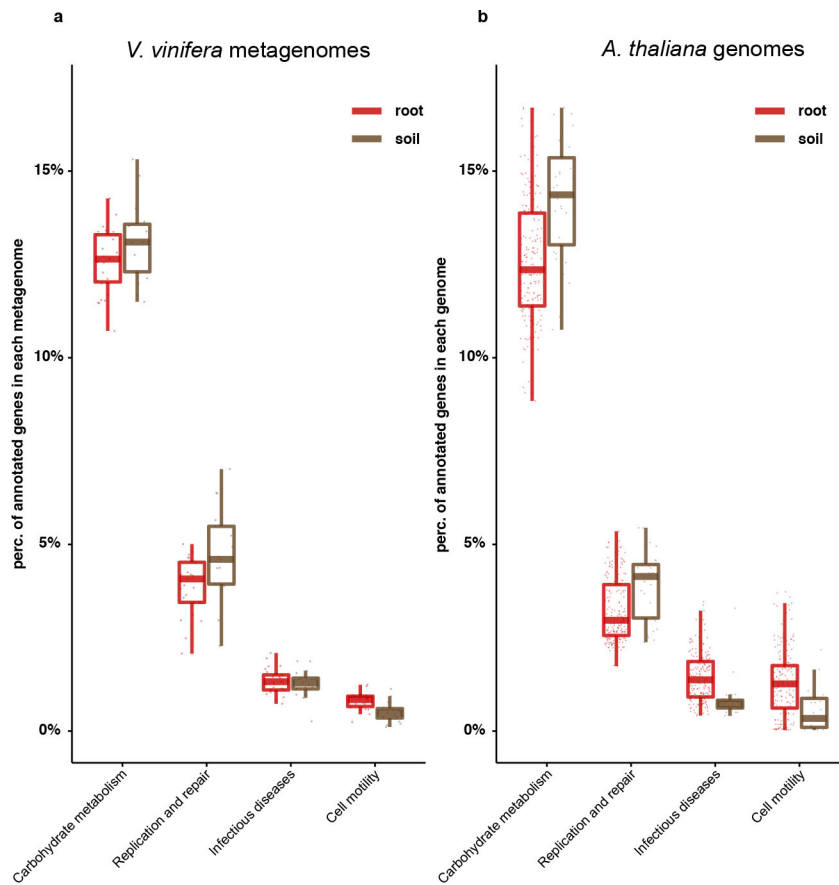 a
V. vinifera metagenomes
root
soil
15%
10%
5%
0%
perc. of annotated genes in each metagenome
Carbohydrate metabolism
Replication and repair
Infectious diseases
Cell motility
b
A. thaliana genomes
root
soil
15%
10%
5%
0%
perc. of annotated genes in each genome
Carbohydrate metabolism
Replication and repair
Infectious diseases
Cell motility